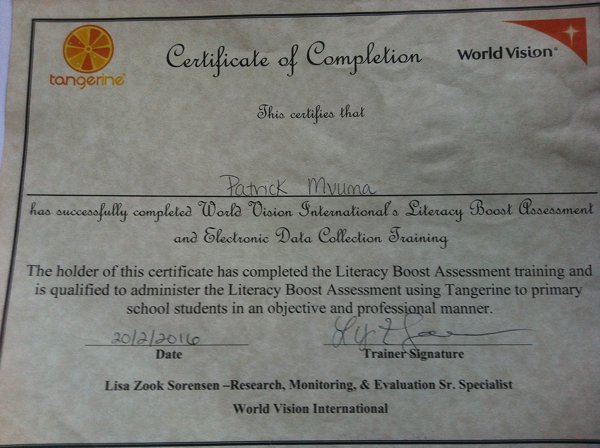 tangerine
Certificate of Completion
World Vision®
This certifies that
Patrick Mvuma
has successfully completed World Vision International's Literacy Boost Assessment
and Electronic Data Collection Training
The holder of this certificate has completed the Literacy Boost Assessment training and
is qualified to administer the Literacy Boost Assessment using Tangerine to primary
school students in an objective and professional manner.
20/2/2016
Date
Trainer Signature
Lisa Zook Sorensen –Research, Monitoring, & Evaluation Sr. Specialist
World Vision International